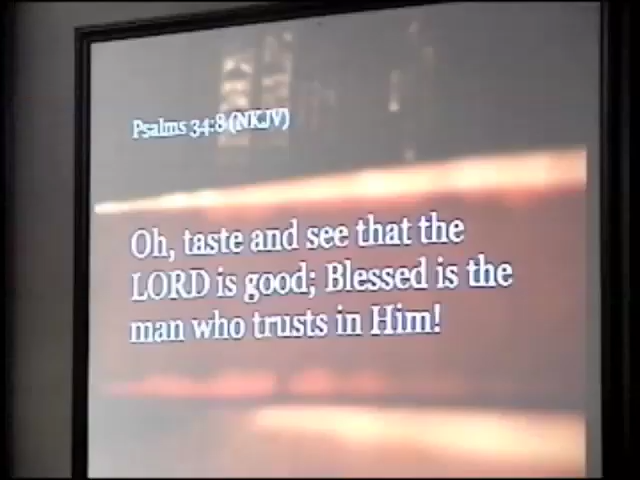 Psalms 34:8 (NKJV)
Oh, taste and see that the
LORD is good; Blessed is the
man who trusts in Him!